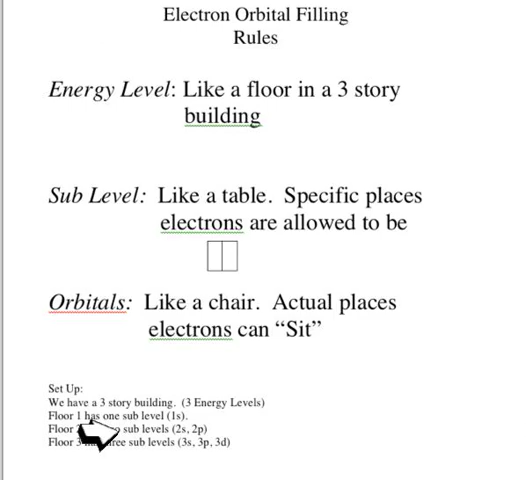 Electron Orbital Filling
Rules
Energy Level: Like a floor in a 3 story
building
Sub Level: Like a table. Specific places
electrons are allowed to be
Orbitals: Like a chair. Actual places
electrons can “Sit”
Set Up:
We have a 3 story building. (3 Energy Levels)
Floor 1 has one sub level (1s).
Floor sub levels (2s, 2p)
Floor sub levels (3s, 3p, 3d)